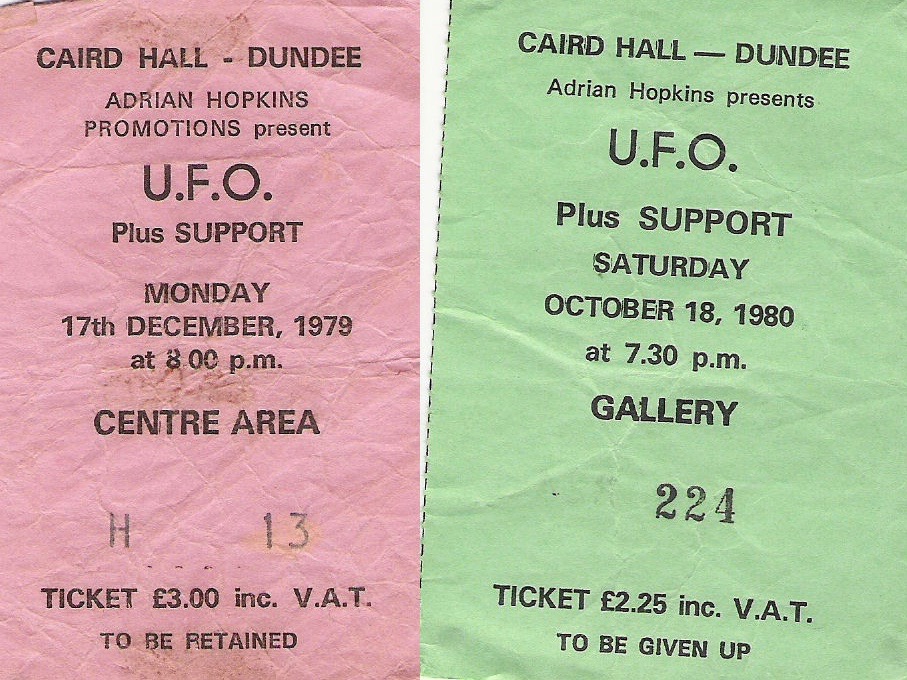 CAIRD HALL - DUNDEE
ADRIAN HOPKINS
PROMOTIONS present
U.F.O.
Plus SUPPORT
MONDAY
17th DECEMBER, 1979
at 8.00 p.m.
CENTRE AREA
H 13
TICKET £3.00 inc. V.A.T.
TO BE RETAINED
CAIRD HALL — DUNDEE
Adrian Hopkins presents
U.F.O.
Plus SUPPORT
SATURDAY
OCTOBER 18, 1980
at 7.30 p.m.
GALLERY
224
TICKET £2.25 inc. V.A.T.
TO BE GIVEN UP